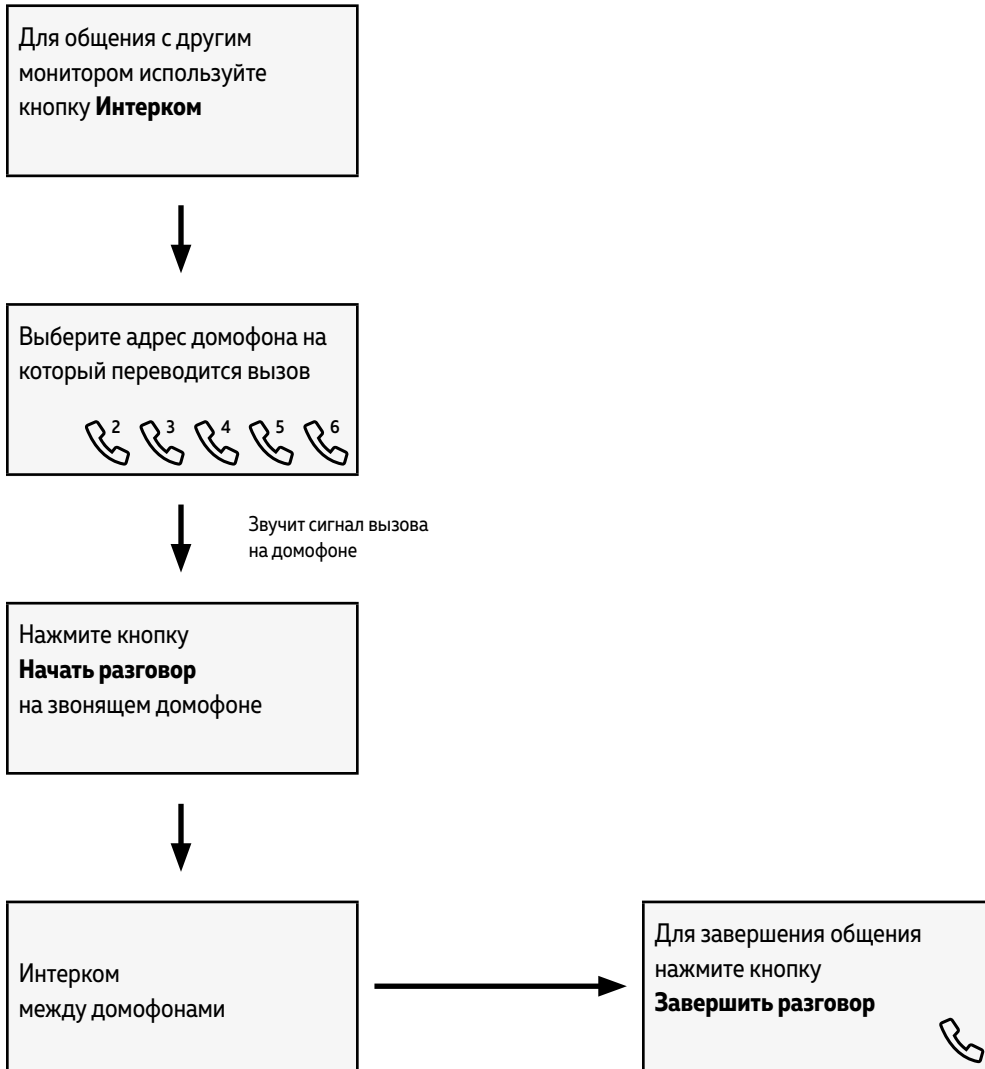 Для общения с другим
монитором используйте
кнопку Интерком
Выберите адрес домофона на
который переводится вызов
2 3 4 5 6
Звучит сигнал вызова
на домофоне
Нажмите кнопку
Начать разговор
на звонящем домофоне
Интерком
между домофонами
Для завершения общения
нажмите кнопку
Завершить разговор